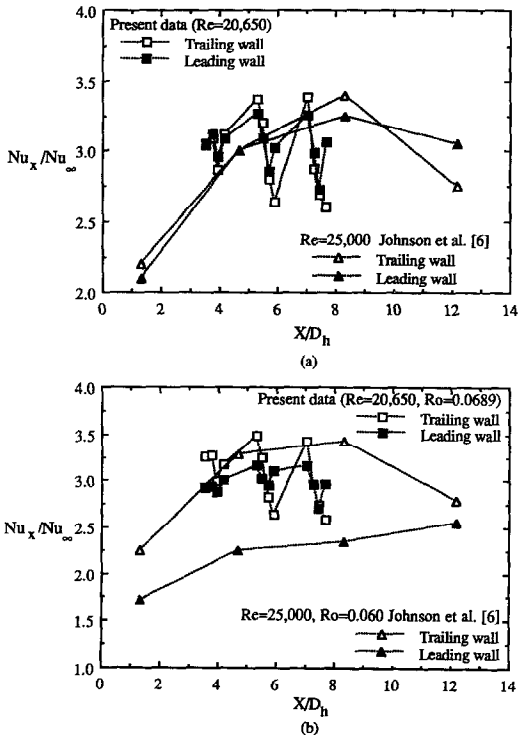 4.0
Present data (Re=20,650)
Trailing wall
Leading wall
3.5
Nux/Nu∞
3.0
2.5
Re=25,000 Johnson et al. [6]
Trailing wall
Leading wall
2.0
0 2 4 6 8 10 12 14
X/Dh
(a)
4.0
Present data (Re=20,650, Ro=0.0689)
Trailing wall
Leading wall
3.5
3.0
Nux/Nu∞
2.5
2.0
1.5
Re=25,000, Ro=0.060 Johnson et al. [6]
Trailing wall
Leading wall
1.0
0 2 4 6 8 10 12 14
X/Dh
(b)